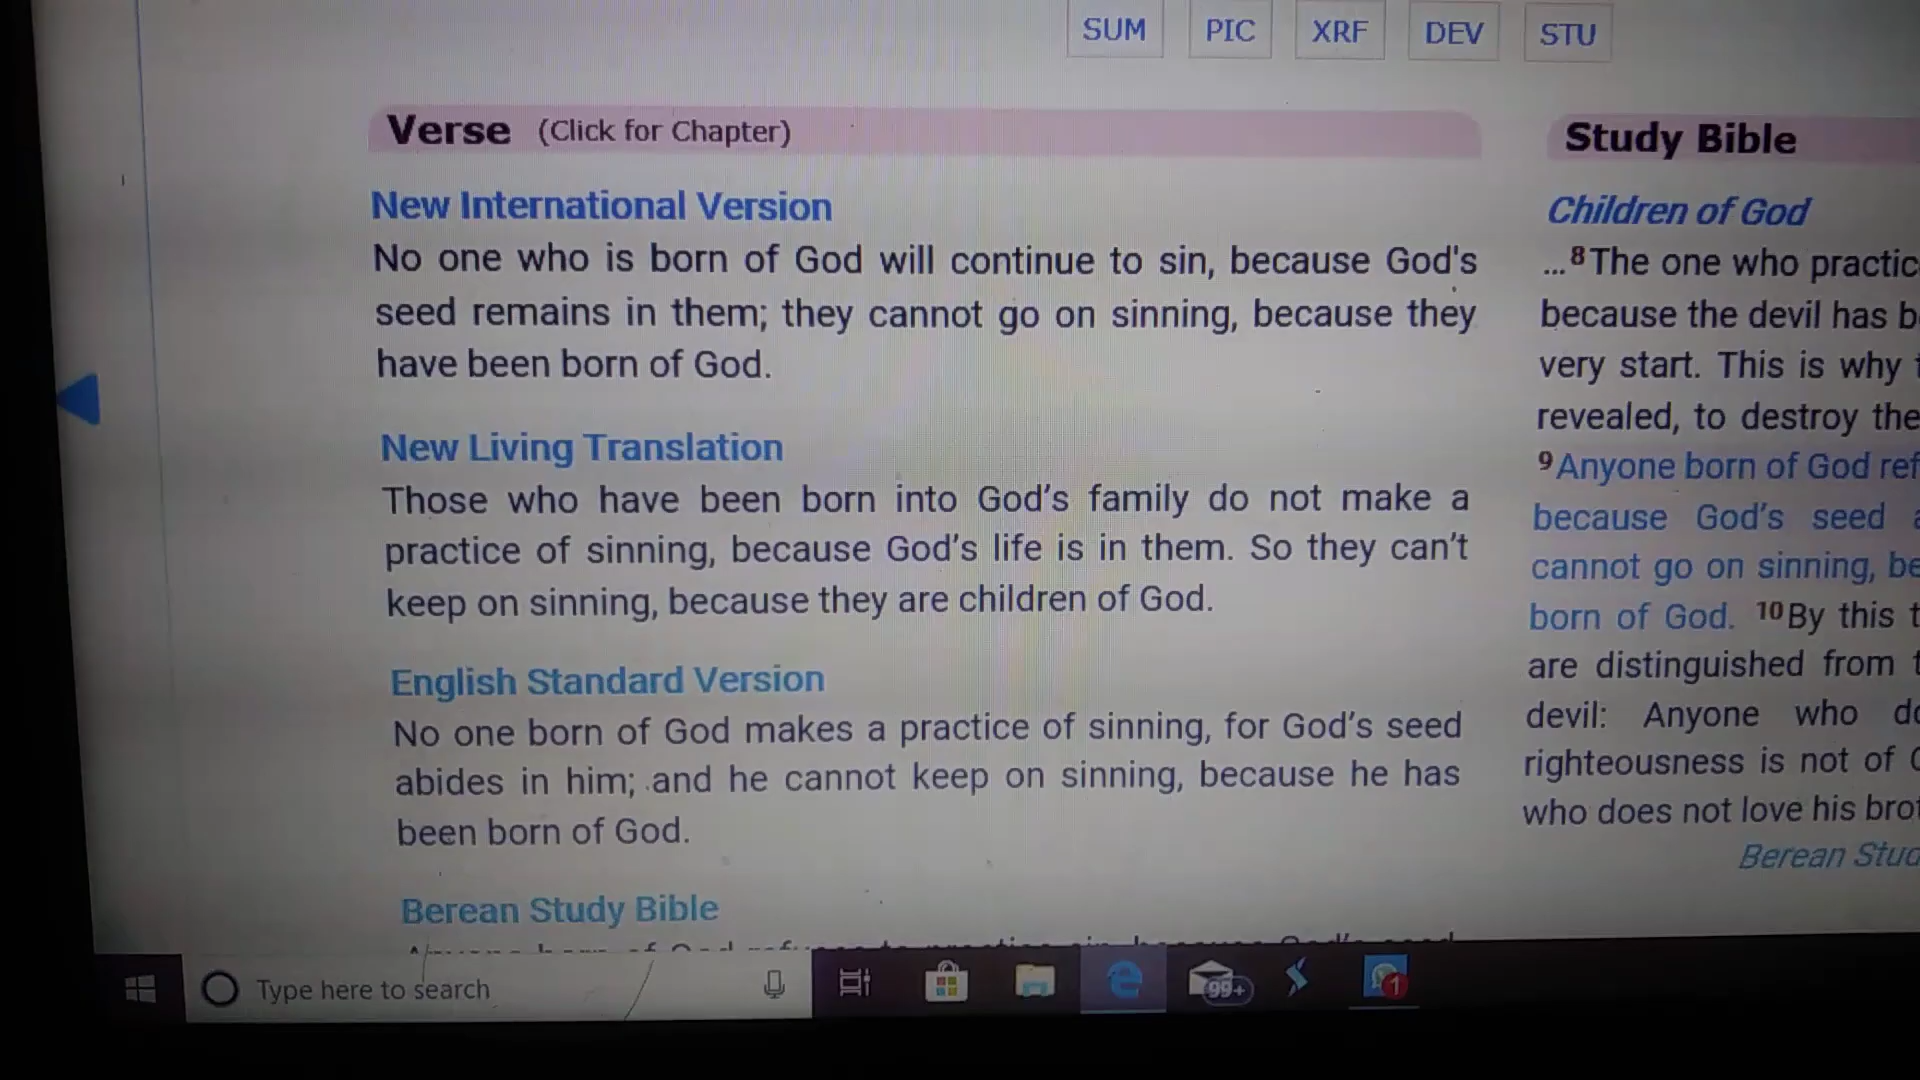 SUM PIC XRF DEV STU
Verse (Click for Chapter)
New International Version
No one who is born of God will continue to sin, because God's
seed remains in them; they cannot go on sinning, because they
have been born of God.
New Living Translation
Those who have been born into God's family do not make a
practice of sinning, because God's life is in them. So they can't
keep on sinning, because they are children of God.
English Standard Version
No one born of God makes a practice of sinning, for God's seed
abides in him; and he cannot keep on sinning, because he has
been born of God.
Berean Study Bible
Study Bible
Children of God
...8 The one who
because the devil has
very start. This is why
revealed, to destroy the
9 Anyone born of God
because God's seed
cannot go on sinning,
born of God. 10 By this
are distinguished from
devil: Anyone who
righteousness is not of
who does not love his
Berean
Type here to search
99+
1